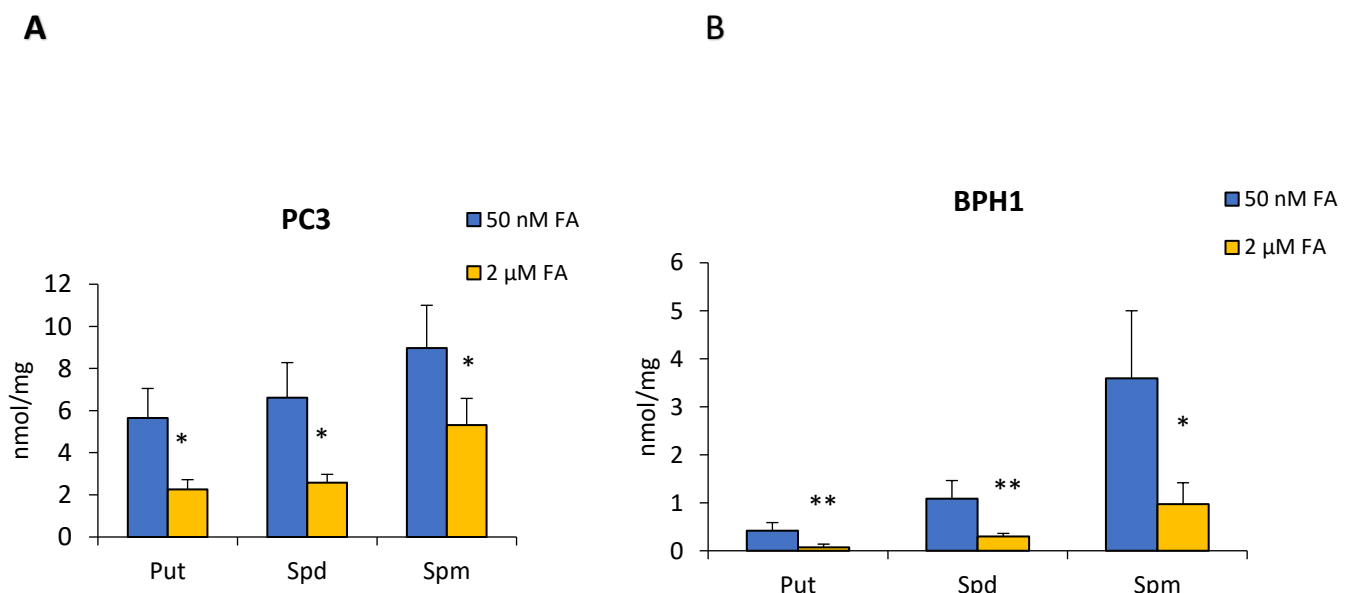 A
PC3
50 nM FA
2 µM FA
nmol/mg
12
10
8
6
4
2
0
*
*
*
Put
Spd
Spm
B
BPH1
50 nM FA
2 µM FA
nmol/mg
6
5
4
3
2
1
0
**
**
*
Put
Spd
Spm